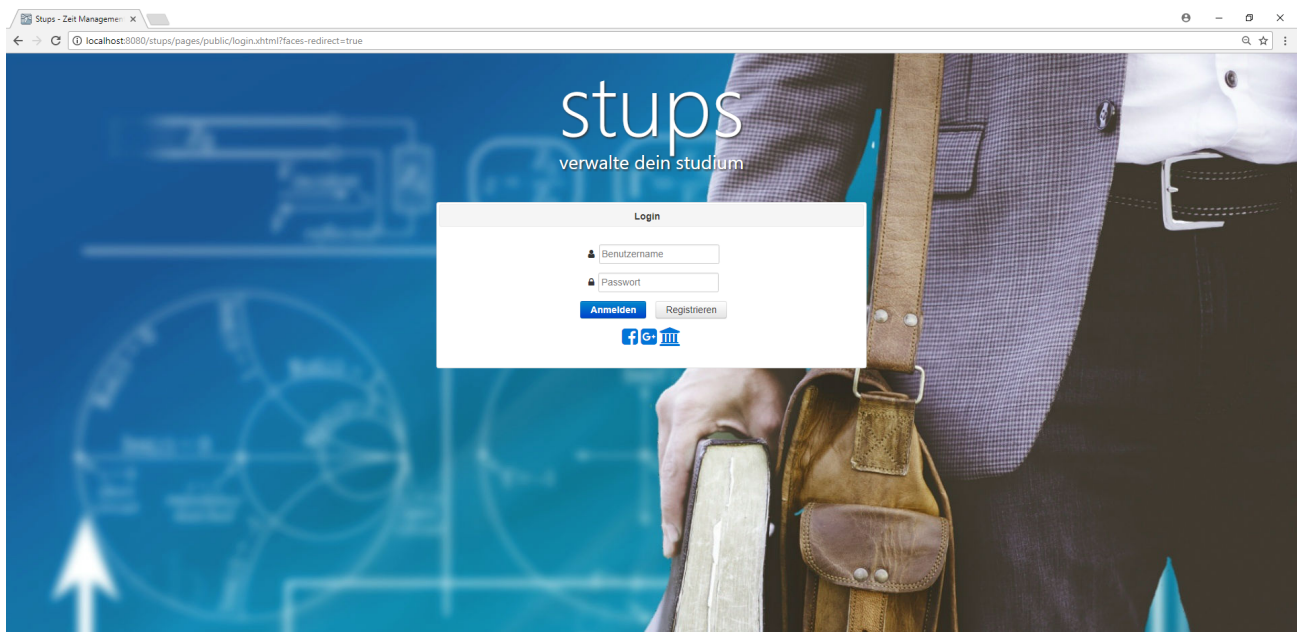 Stups - Zeit Managemen
localhost:8080/stups/pages/public/login.xhtml?faces-redirect=true
stups
verwalte dein studium
Login
Benutzername
Passwort
Anmelden Registrieren